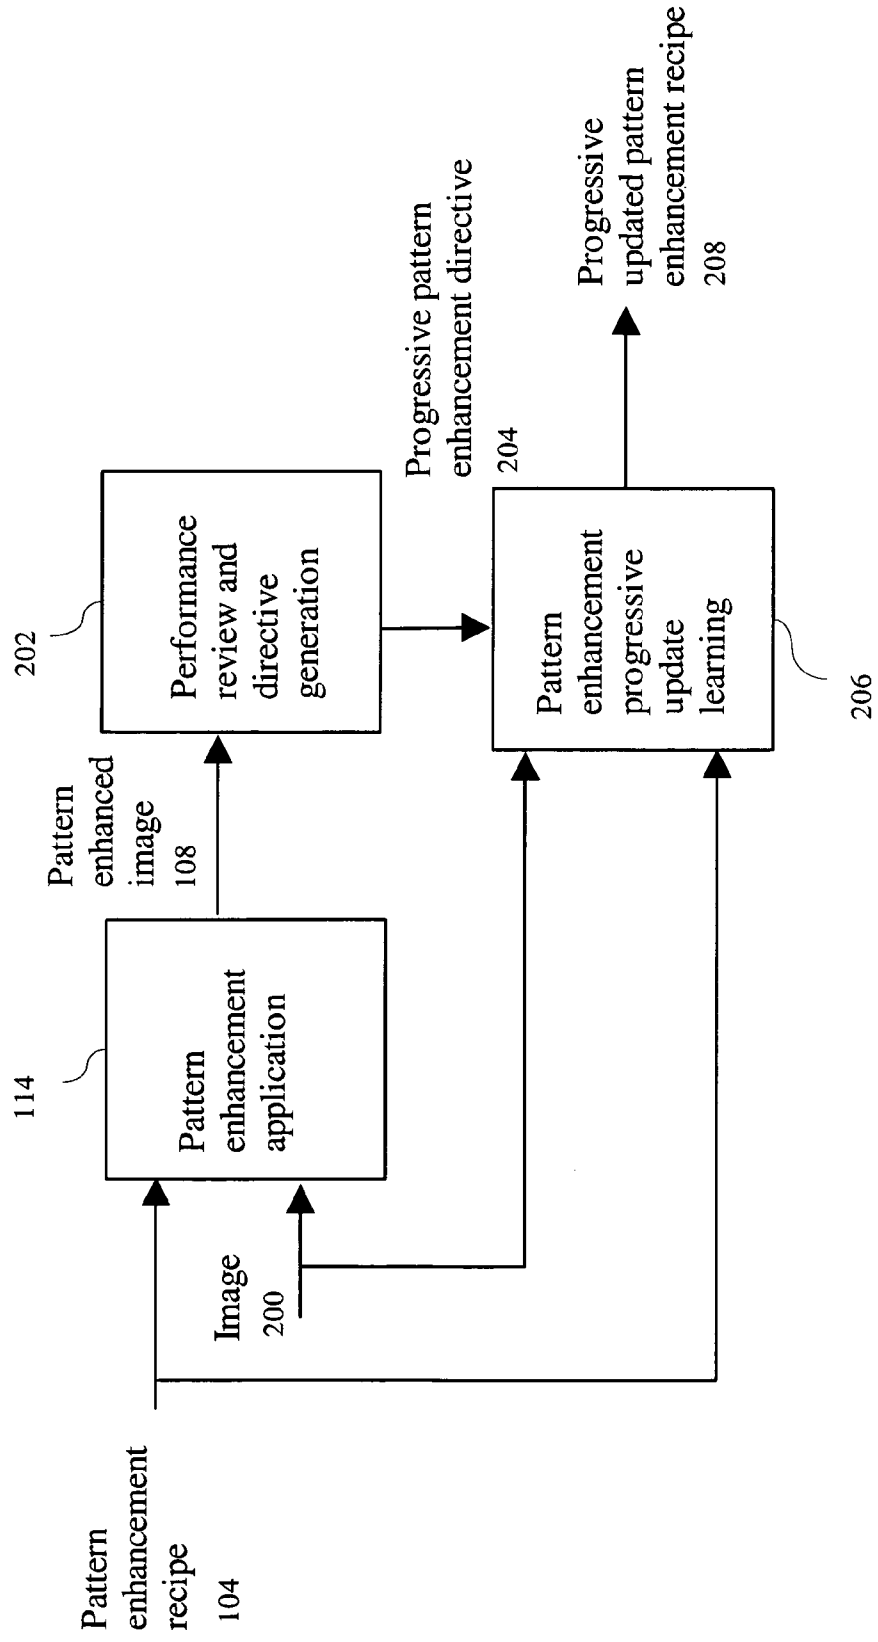 Pattern
enhancement
recipe
104
Image
200
114
Pattern
enhancement
application
Pattern
enhanced
image
108
202
Performance
review and
directive
generation
Progressive pattern
enhancement directive
204
Pattern
enhancement
progressive
update
learning
206
Progressive
updated pattern
enhancement recipe
208